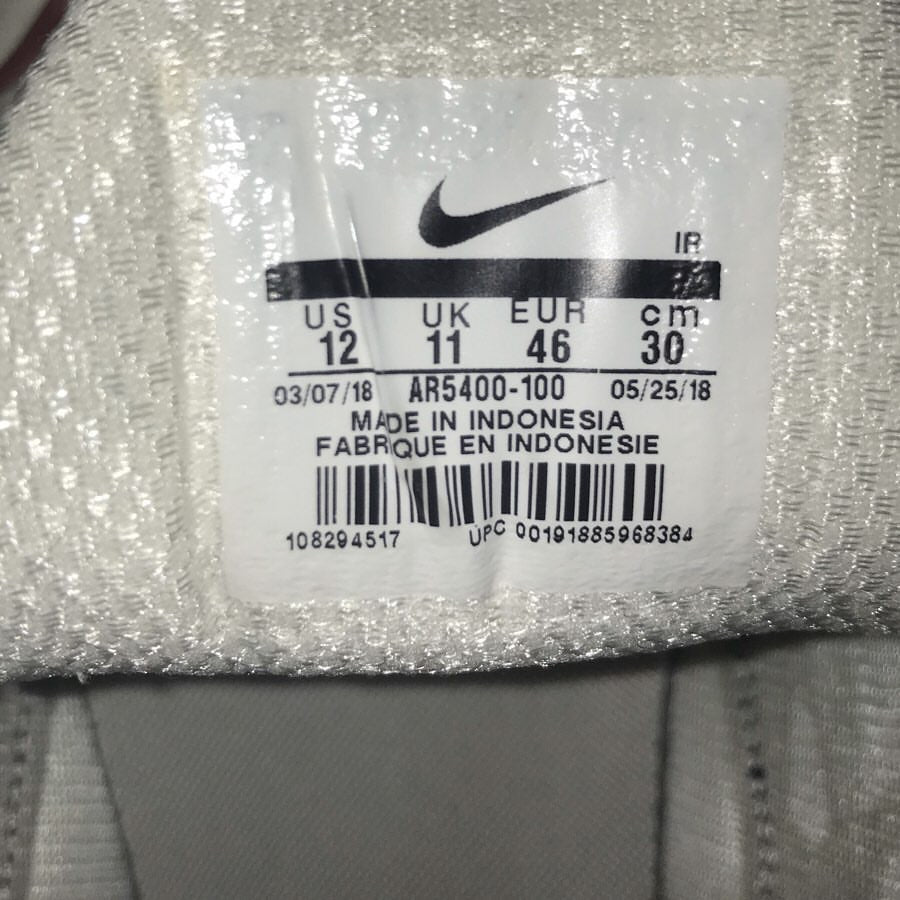 IR
US UK EUR cm
12 11 46 30
03/07/18 AR5400-100 05/25/18
MADE IN INDONESIA
FABRIQUE EN INDONESIE
108294517 UPC 00191885968384